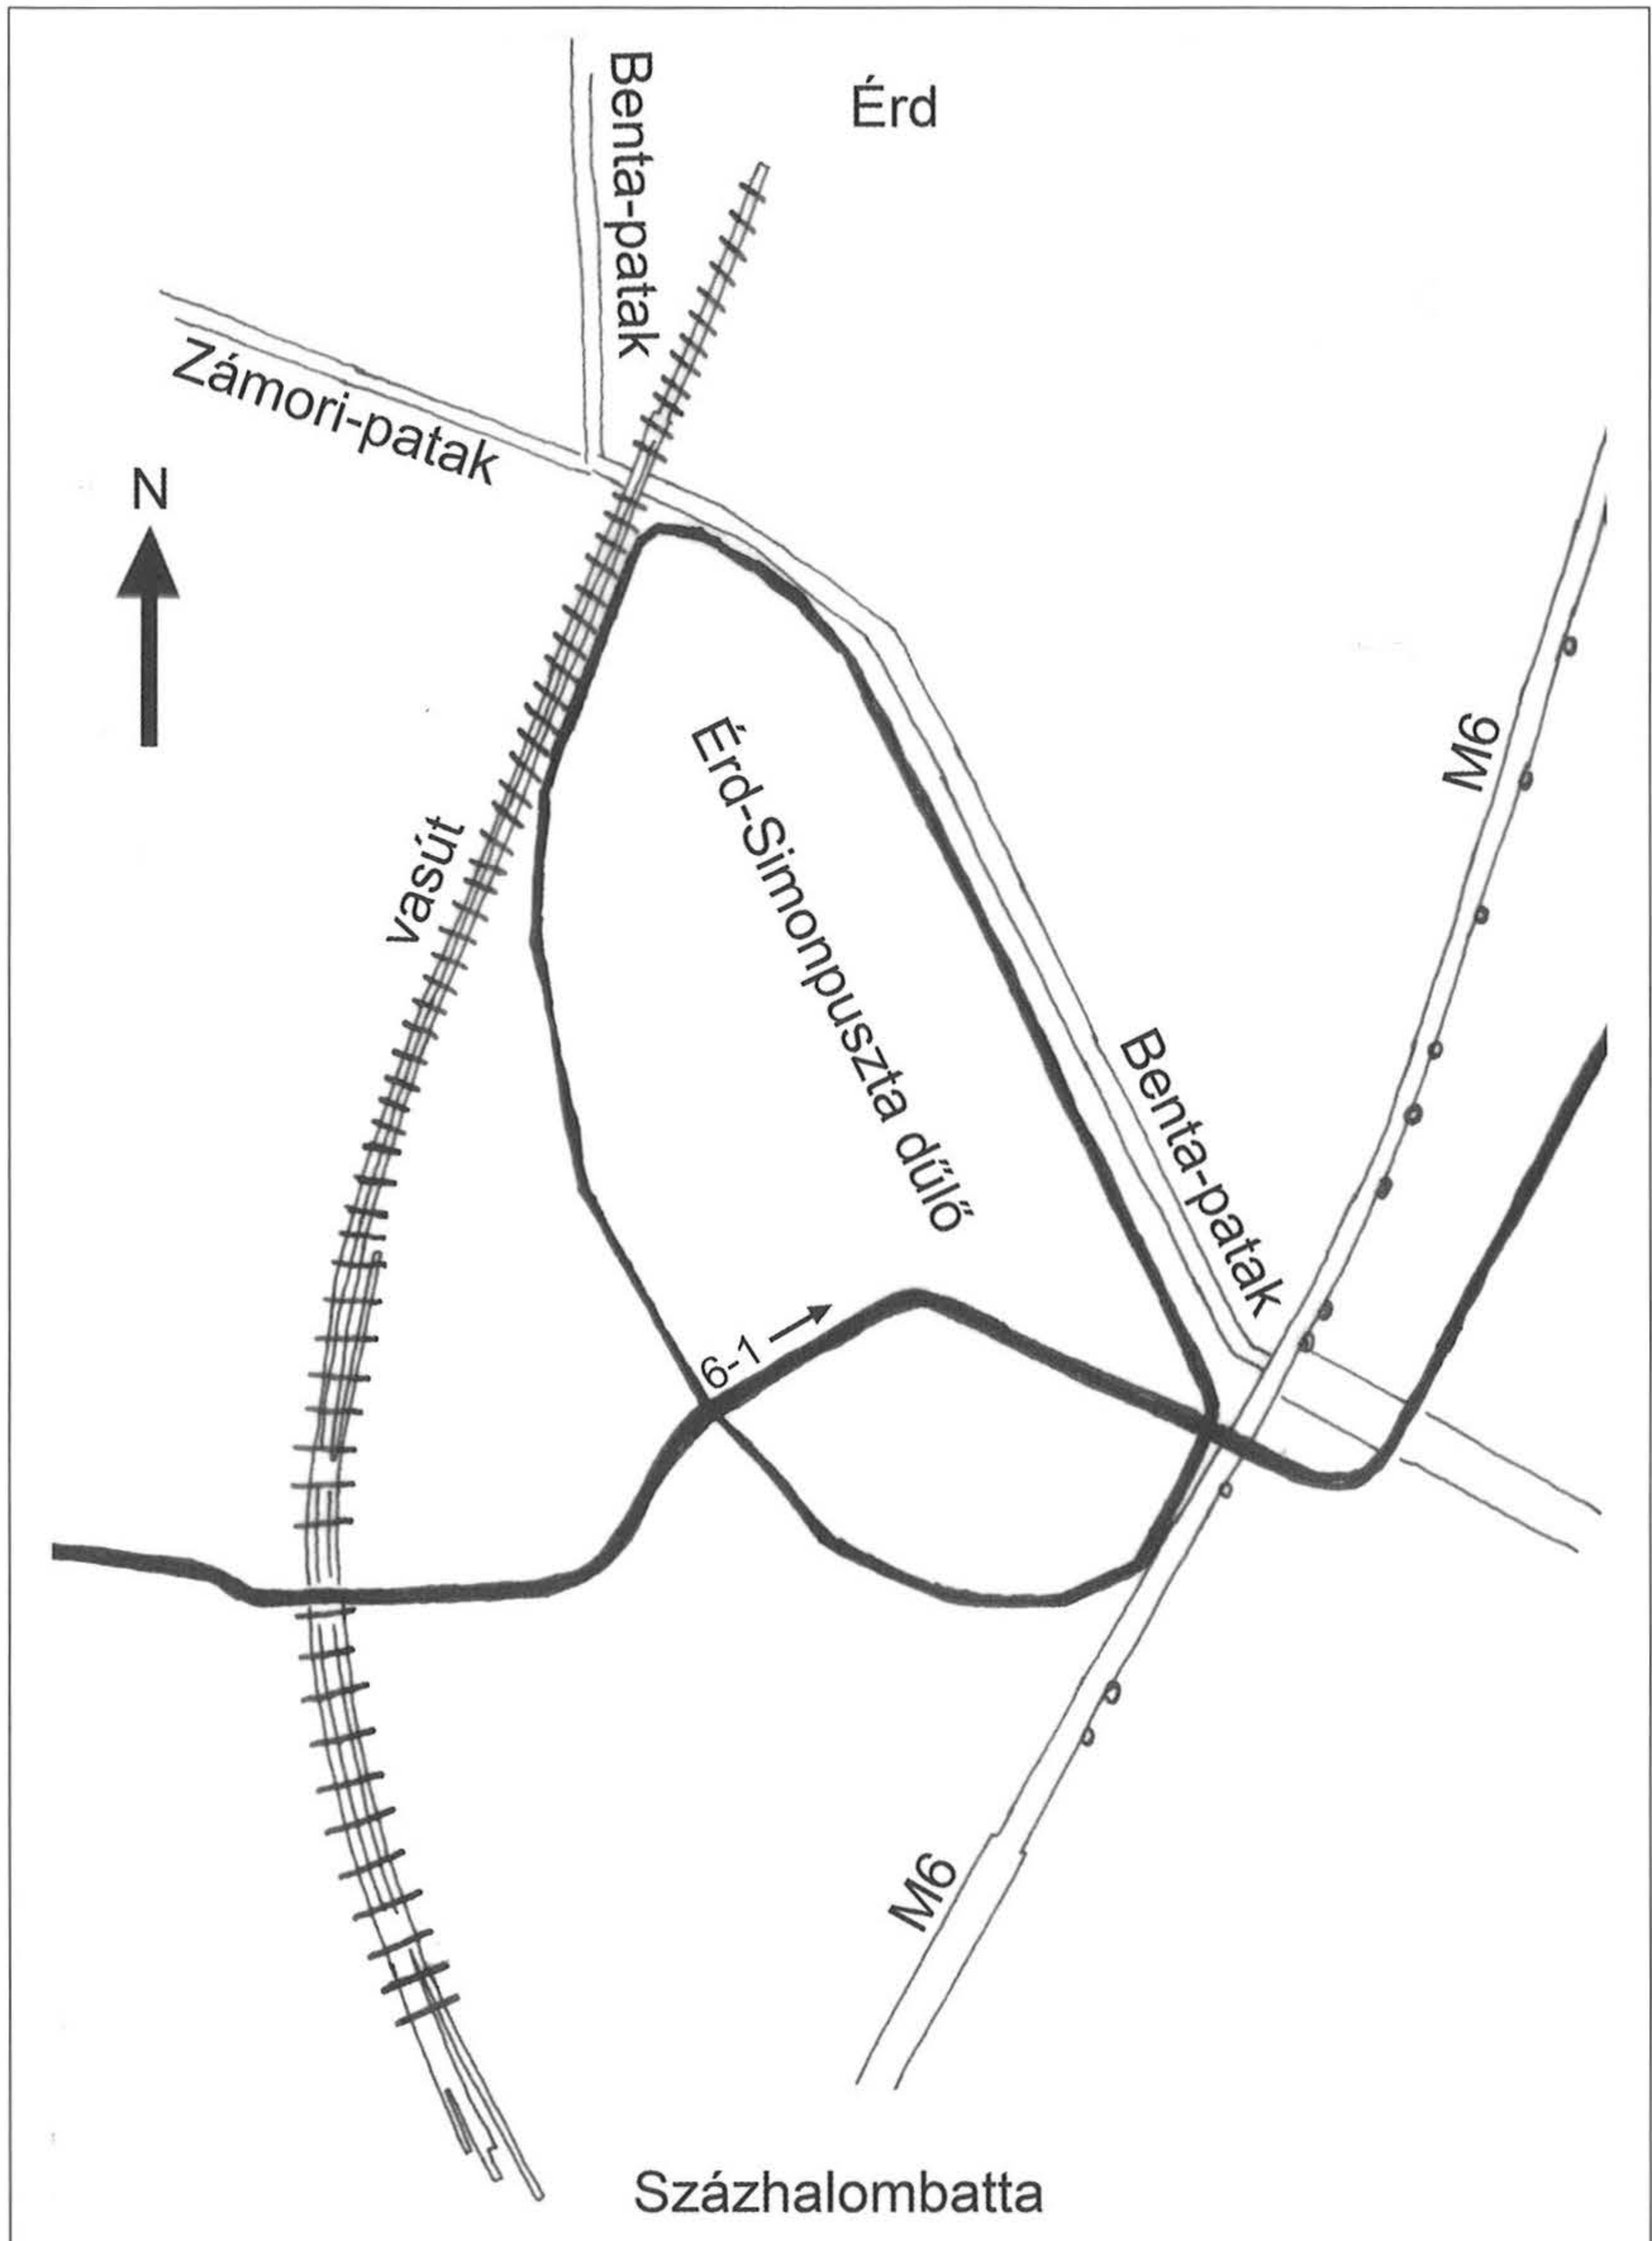 Benta-patak
Érd
Zámori-patak
N
M6
vasút
Érd-Simonpuszta dűlő
Benta-patak
6-1
M6
Százhalombatta